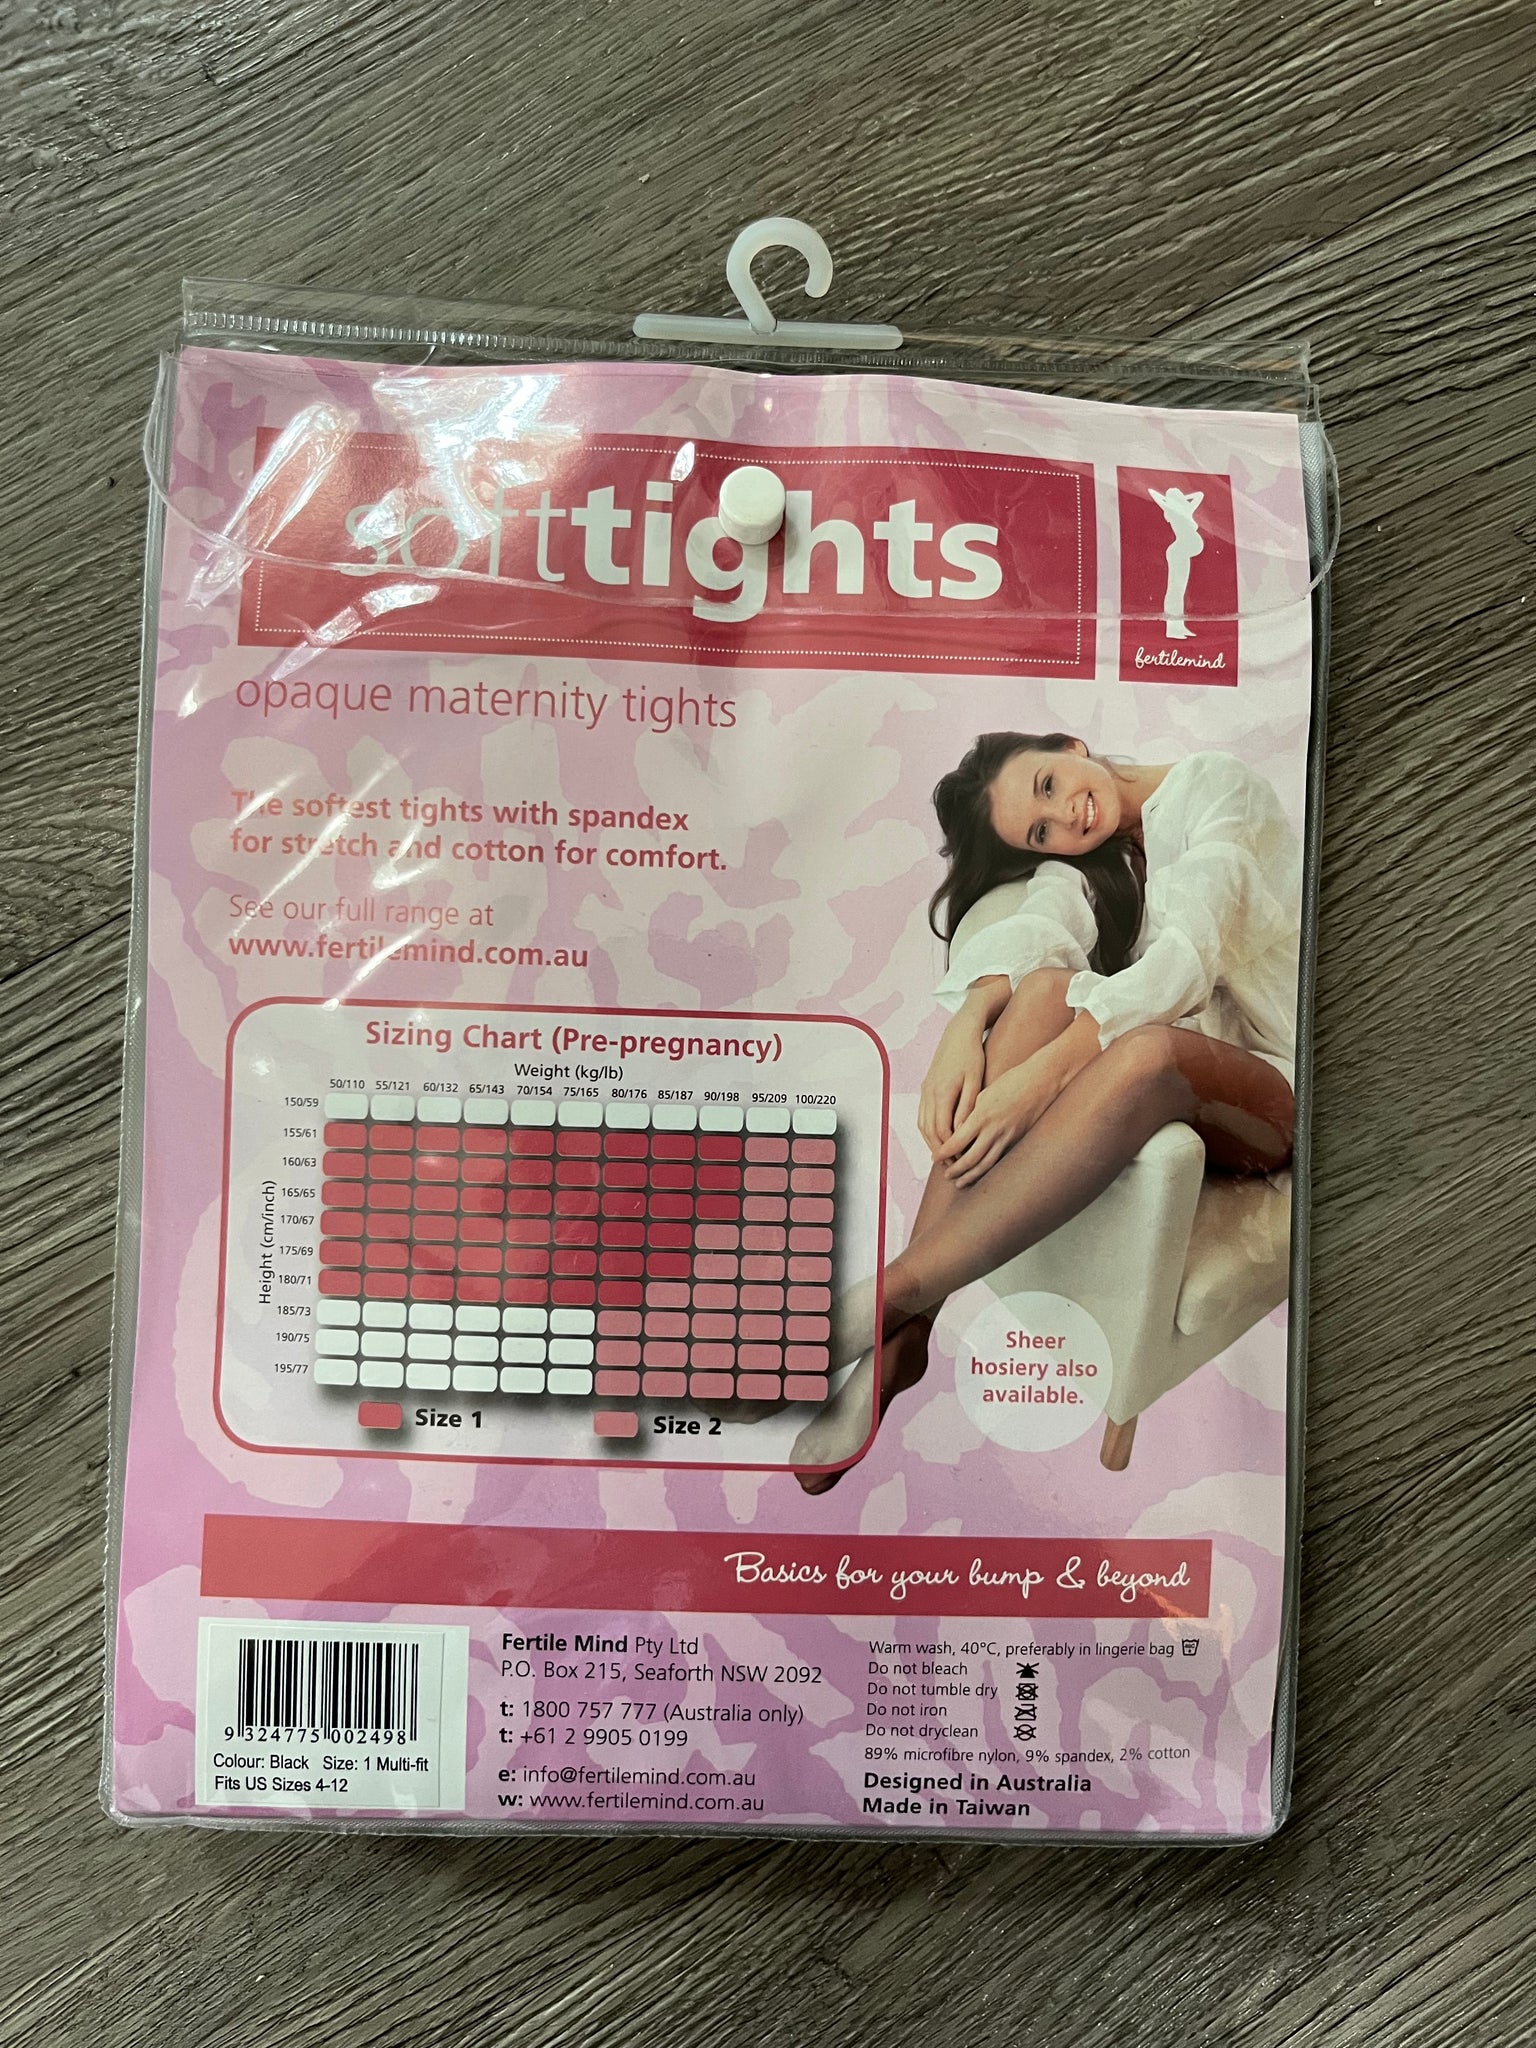 softtights
fertilemind
opaque maternity tights
The softest tights with spandex
for stretch and cotton for comfort.
See our full range at
www.fertilemind.com.au
Sizing Chart (Pre-pregnancy)
Weight (kg/lb)
50/110 55/121 60/132 65/143 70/154 75/165 80/176 85/187 90/198 95/209 100/220
Height (cm/inch)
150/59
155/61
160/63
165/65
170/67
175/69
180/71
185/73
190/75
195/77
Size 1 Size 2
Sheer
hosiery also
available.
Basics for your bump & beyond
9 324775 002498
Colour: Black Size: 1 Multi-fit
Fits US Sizes 4-12
Fertile Mind Pty Ltd
P.O. Box 215, Seaforth NSW 2092
t: 1800 757 777 (Australia only)
t: +61 2 9905 0199
e: info@fertilemind.com.au
w: www.fertilemind.com.au
Warm wash, 40°C, preferably in lingerie bag
Do not bleach
Do not tumble dry
Do not iron
Do not dryclean
89% microfibre nylon, 9% spandex, 2% cotton
Designed in Australia
Made in Taiwan